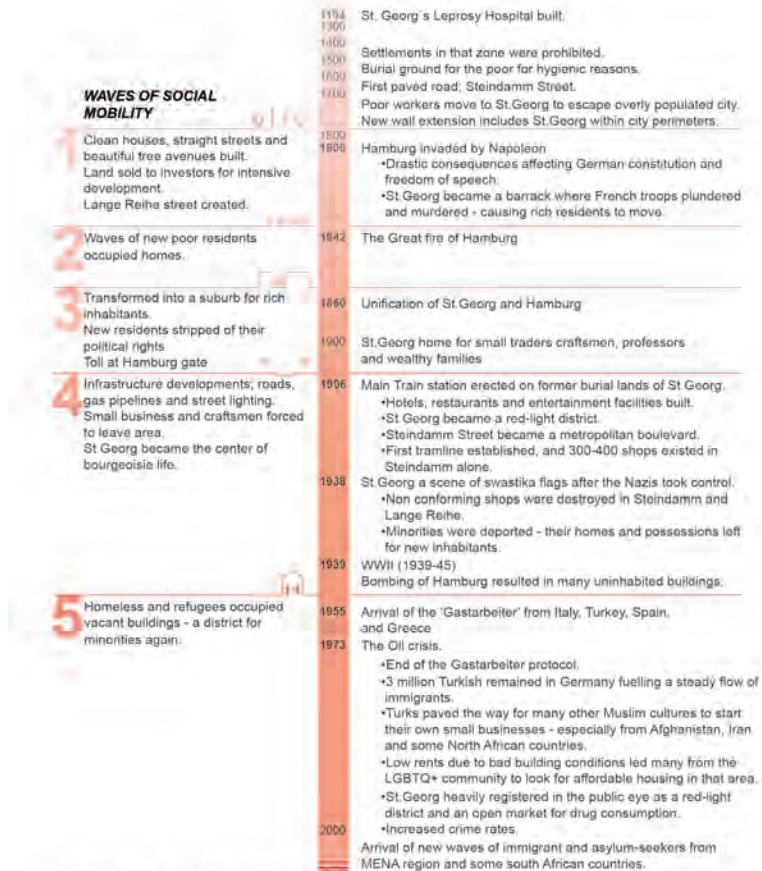 1194 St. Georg´s Leprosy Hospital built.
1300
1400
Settlements in that zone were prohibited.
1500
Burial ground for the poor for hygienic reasons.
1600
First paved road; Steindamm Street.
1700
Poor workers move to St.Georg to escape overly populated city.
New wall extension includes St.Georg within city perimeters.
WAVES OF SOCIAL
MOBILITY
1
Clean houses, straight streets and
beautiful tree avenues built.
Land sold to investors for intensive
development.
Lange Reihe street created.
1800
1806 Hamburg invaded by Napoleon
•Drastic consequences affecting German constitution and
freedom of speech.
•St.Georg became a barrack where French troops plundered
and murdered - causing rich residents to move.
2
Waves of new poor residents
occupied homes.
1842 The Great fire of Hamburg
3
Transformed into a suburb for rich
inhabitants.
New residents stripped of their
political rights
Toll at Hamburg gate
1860 Unification of St.Georg and Hamburg
1900 St.Georg home for small traders craftsmen, professors
and wealthy families
4
Infrastructure developments; roads,
gas pipelines and street lighting.
Small business and craftsmen forced
to leave area.
St Georg became the center of
bourgeoisie life.
1906 Main Train station erected on former burial lands of St Georg.
•Hotels, restaurants and entertainment facilities built.
•St Georg became a red-light district.
•Steindamm Street became a metropolitan boulevard.
•First tramline established, and 300-400 shops existed in
Steindamm alone.
1938 St.Georg a scene of swastika flags after the Nazis took control.
•Non conforming shops were destroyed in Steindamm and
Lange Reihe.
•Minorities were deported - their homes and possessions left
for new inhabitants.
1939 WWII (1939-45)
Bombing of Hamburg resulted in many uninhabited buildings.
5
Homeless and refugees occupied
vacant buildings - a district for
minorities again.
1955 Arrival of the 'Gastarbeiter' from Italy, Turkey, Spain,
and Greece
1973 The Oil crisis.
•End of the Gastarbeiter protocol.
•3 million Turkish remained in Germany fuelling a steady flow of
immigrants.
•Turks paved the way for many other Muslim cultures to start
their own small businesses - especially from Afghanistan, Iran
and some North African countries.
•Low rents due to bad building conditions led many from the
LGBTQ+ community to look for affordable housing in that area.
•St.Georg heavily registered in the public eye as a red-light
district and an open market for drug consumption.
2000 •Increased crime rates.
Arrival of new waves of immigrant and asylum-seekers from
MENA region and some south African countries.